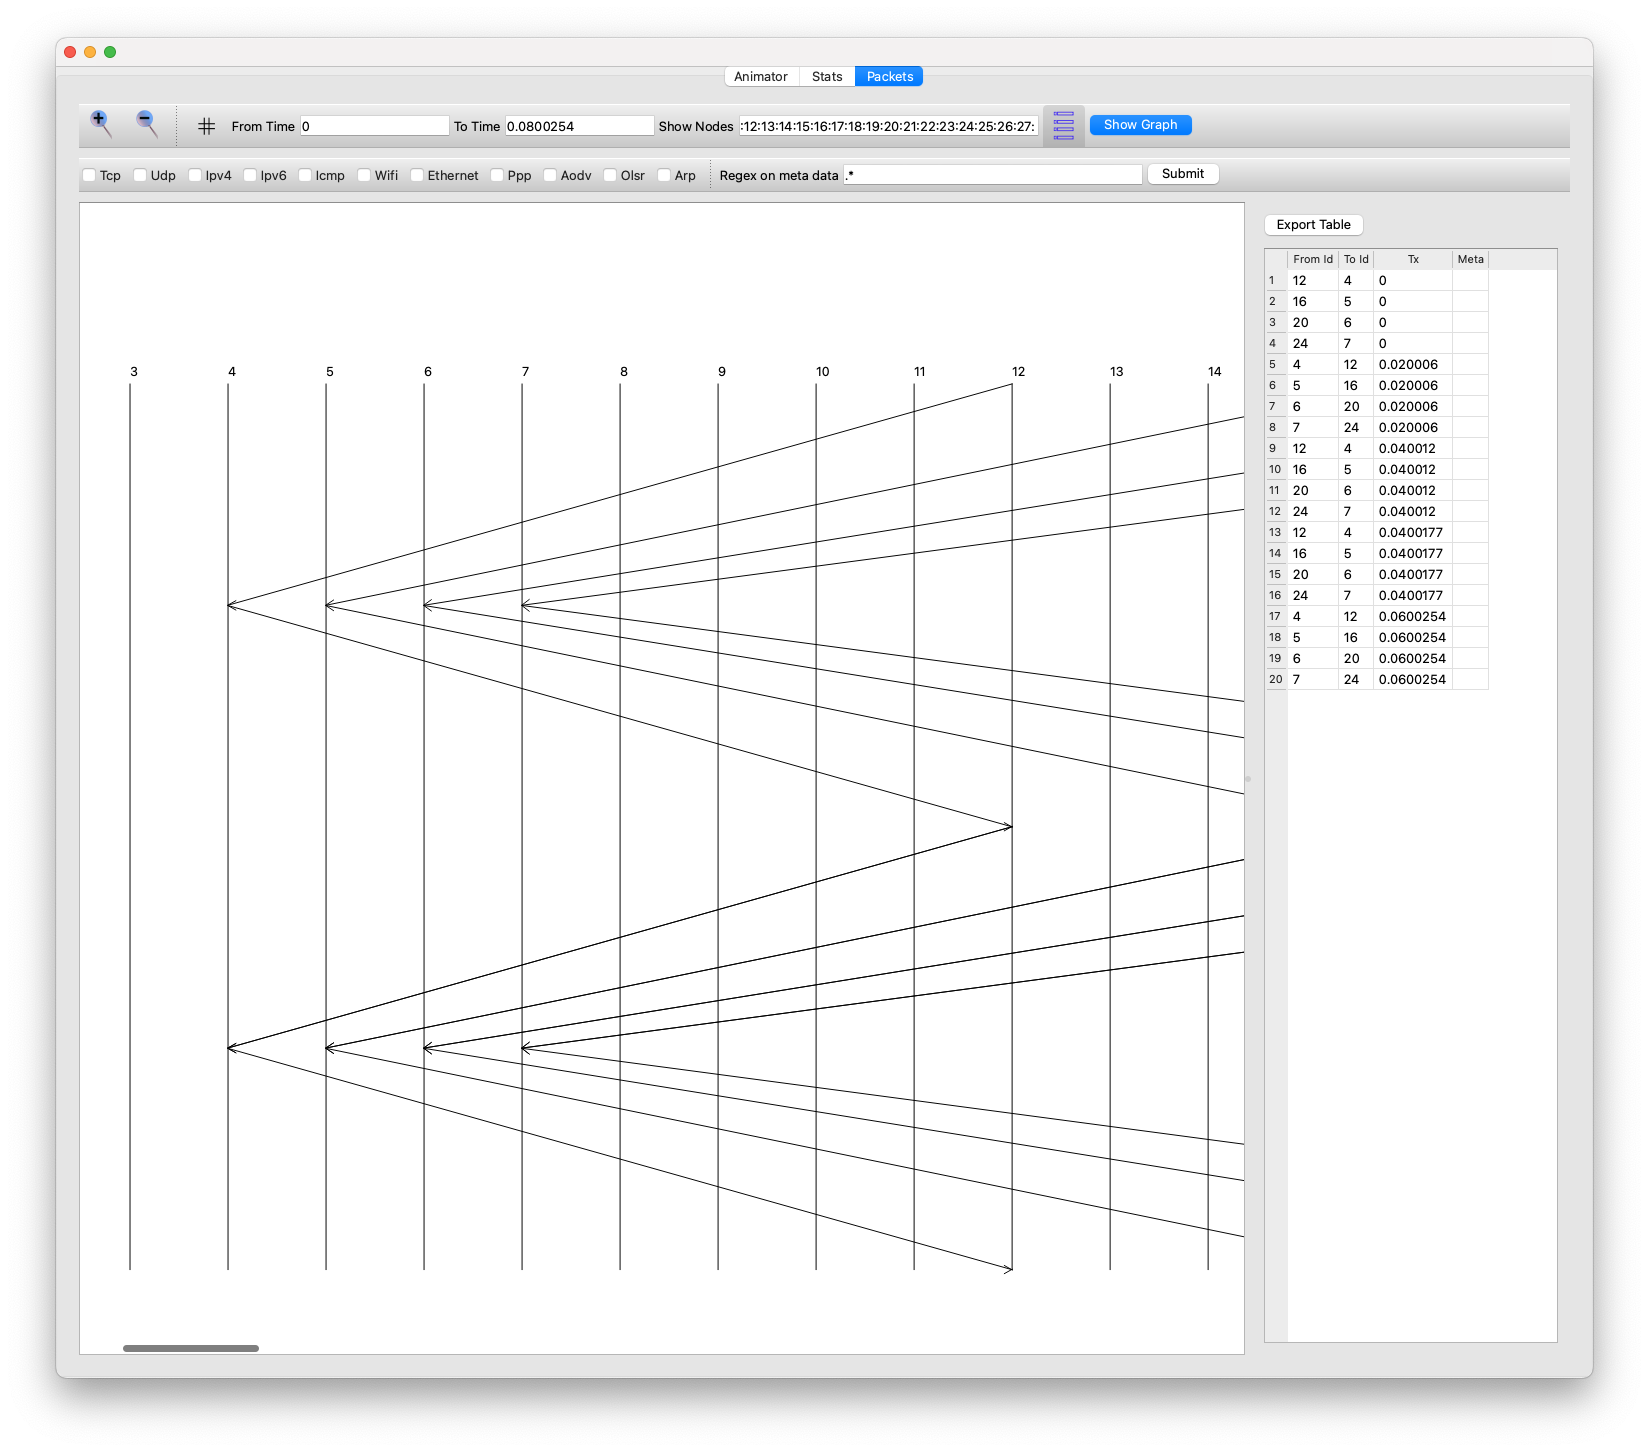 Animator Stats Packets
From Time 0 To Time 0.0800254 Show Nodes :12:13:14:15:16:17:18:19:20:21:22:23:24:25:26:27: Show Graph
Tcp Udp Ipv4 Ipv6 Icmp Wifi Ethernet Ppp Aodv Olsr Arp Regex on meta data .* Submit
3 4 5 6 7 8 9 10 11 12 13 14
Export Table
From Id To Id Tx Meta
1 12 4 0
2 16 5 0
3 20 6 0
4 24 7 0
5 4 12 0.020006
6 5 16 0.020006
7 6 20 0.020006
8 7 24 0.020006
9 12 4 0.040012
10 16 5 0.040012
11 20 6 0.040012
12 24 7 0.040012
13 12 4 0.0400177
14 16 5 0.0400177
15 20 6 0.0400177
16 24 7 0.0400177
17 4 12 0.0600254
18 5 16 0.0600254
19 6 20 0.0600254
20 7 24 0.0600254